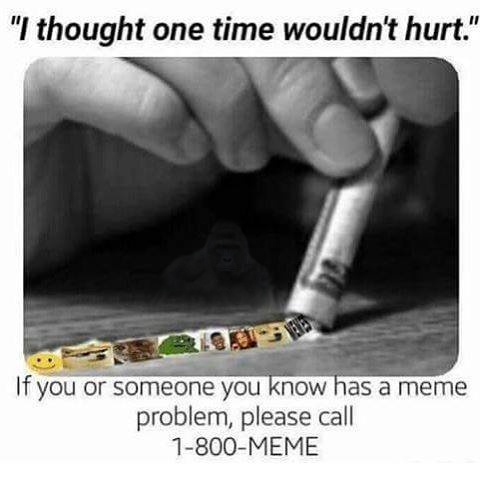 "I thought one time wouldn't hurt."
MEMES
If you or someone you know has a meme
problem, please call
1-800-MEME